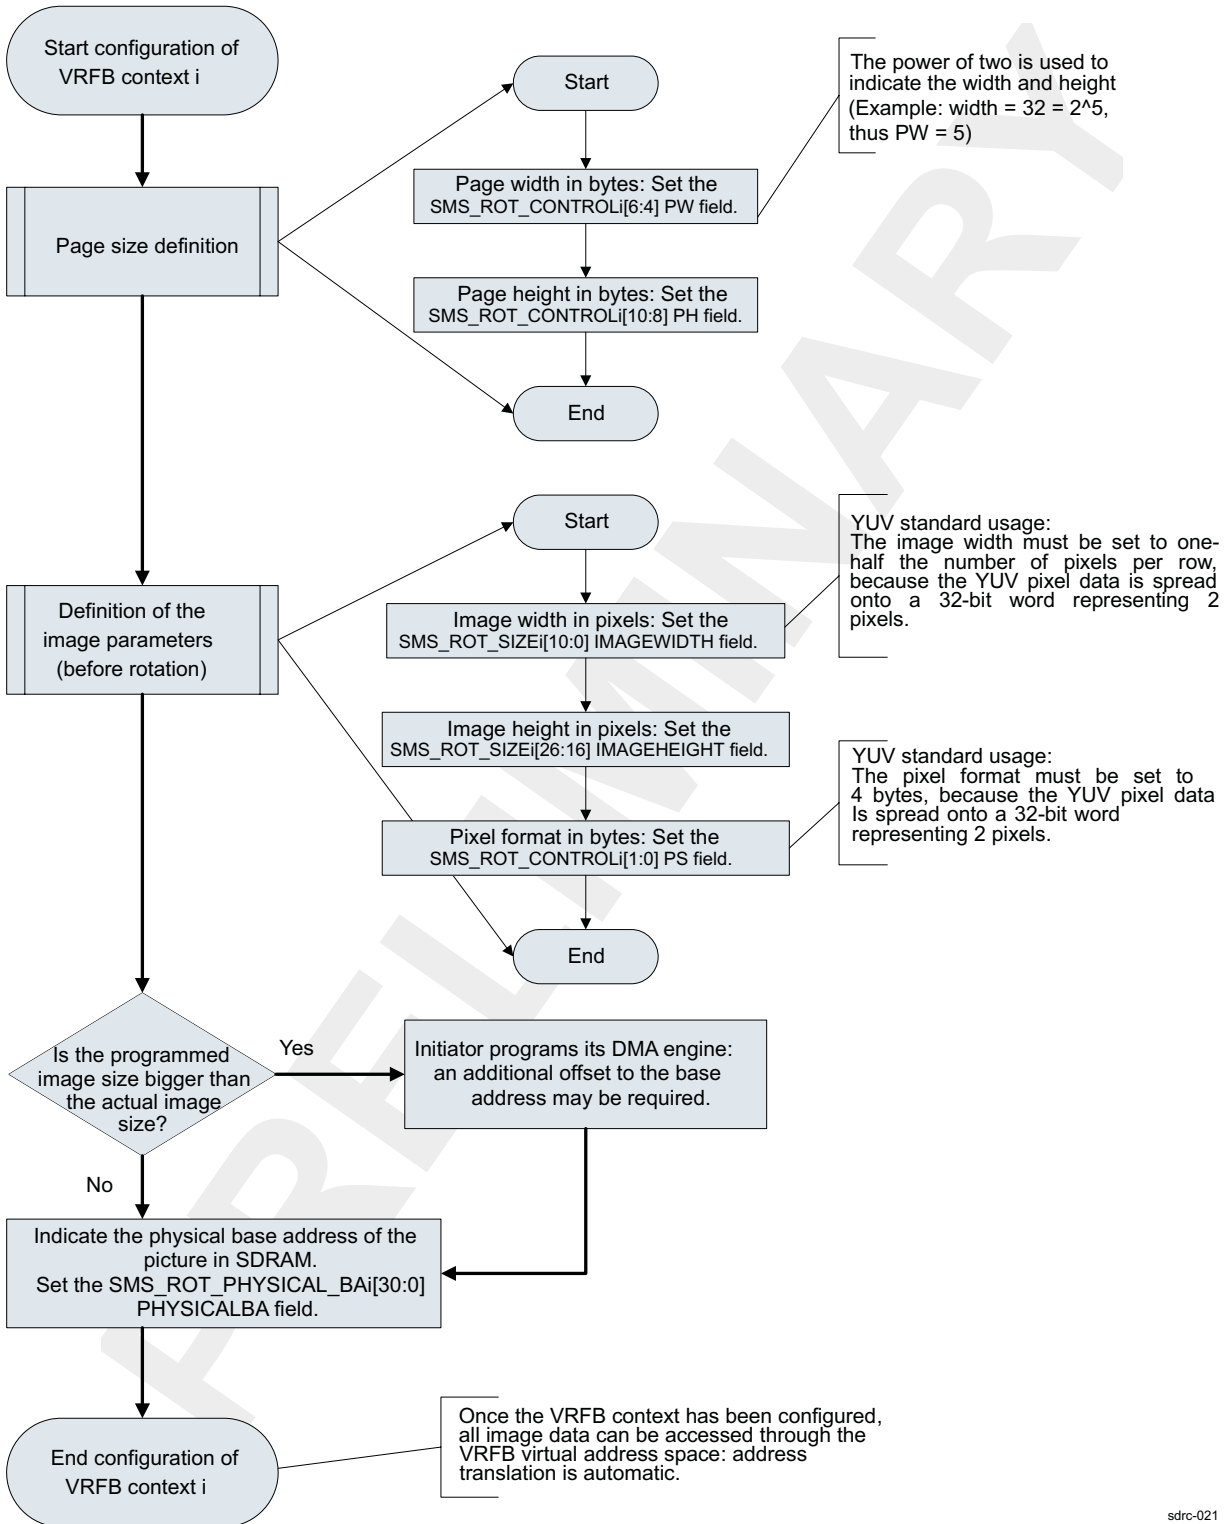 Start configuration of
VRFB context i
Start
The power of two is used to
indicate the width and height
(Example: width = 32 = 2^5,
thus PW = 5)
Page width in bytes: Set the
SMS_ROT_CONTROLi[6:4] PW field.
Page size definition
Page height in bytes: Set the
SMS_ROT_CONTROLi[10:8] PH field.
End
Start
YUV standard usage:
The image width must be set to one-
half the number of pixels per row,
because the YUV pixel data is spread
onto a 32-bit word representing 2
pixels.
Definition of the
image parameters
(before rotation)
Image width in pixels: Set the
SMS_ROT_SIZEi[10:0] IMAGEWIDTH field.
Image height in pixels: Set the
SMS_ROT_SIZEi[26:16] IMAGEHEIGHT field.
YUV standard usage:
The pixel format must be set to
4 bytes, because the YUV pixel data
Is spread onto a 32-bit word
representing 2 pixels.
Pixel format in bytes: Set the
SMS_ROT_CONTROLi[1:0] PS field.
End
Is the programmed
image size bigger than
the actual image
size?
Yes
Initiator programs its DMA engine:
an additional offset to the base
address may be required.
No
Indicate the physical base address of the
picture in SDRAM.
Set the SMS_ROT_PHYSICAL_BAi[30:0]
PHYSICALBA field.
End configuration of
VRFB context i
Once the VRFB context has been configured,
all image data can be accessed through the
VRFB virtual address space: address
translation is automatic.
sdrc-021
PRELIMINARY